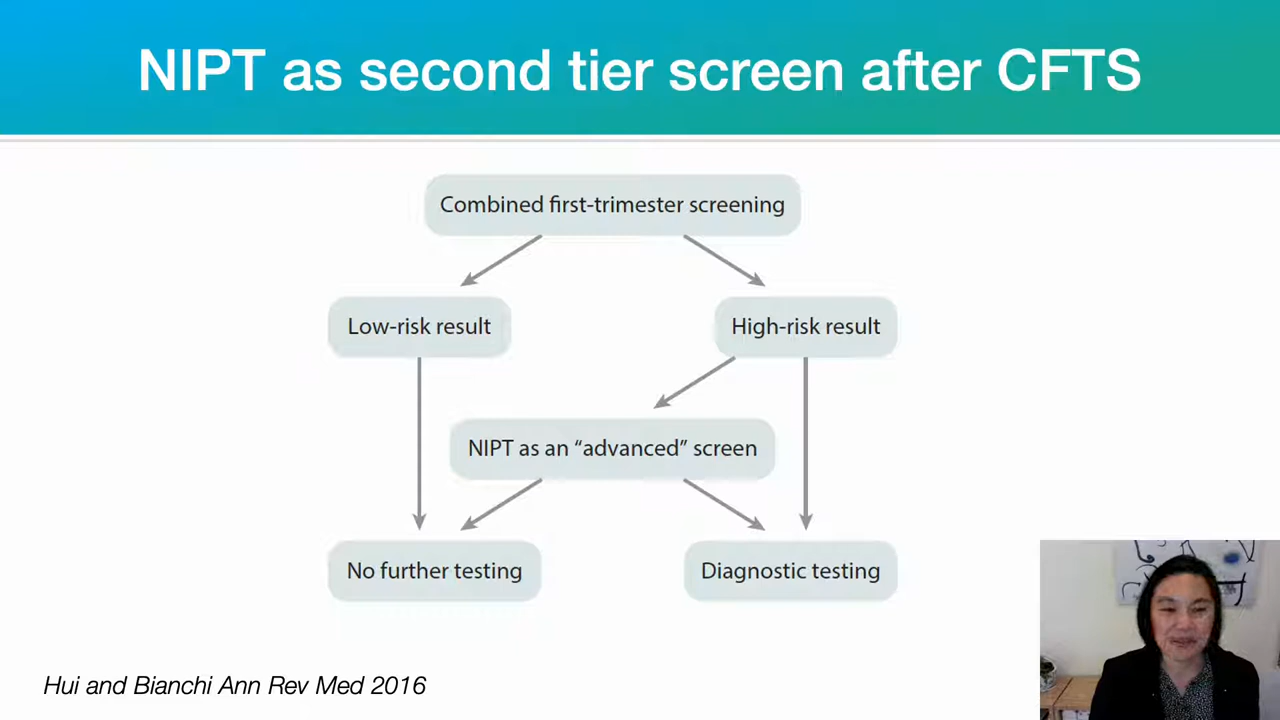 NIPT as second tier screen after CFTS
Combined first-trimester screening
Low-risk result
High-risk result
NIPT as an “advanced” screen
No further testing
Diagnostic testing
Hui and Bianchi Ann Rev Med 2016